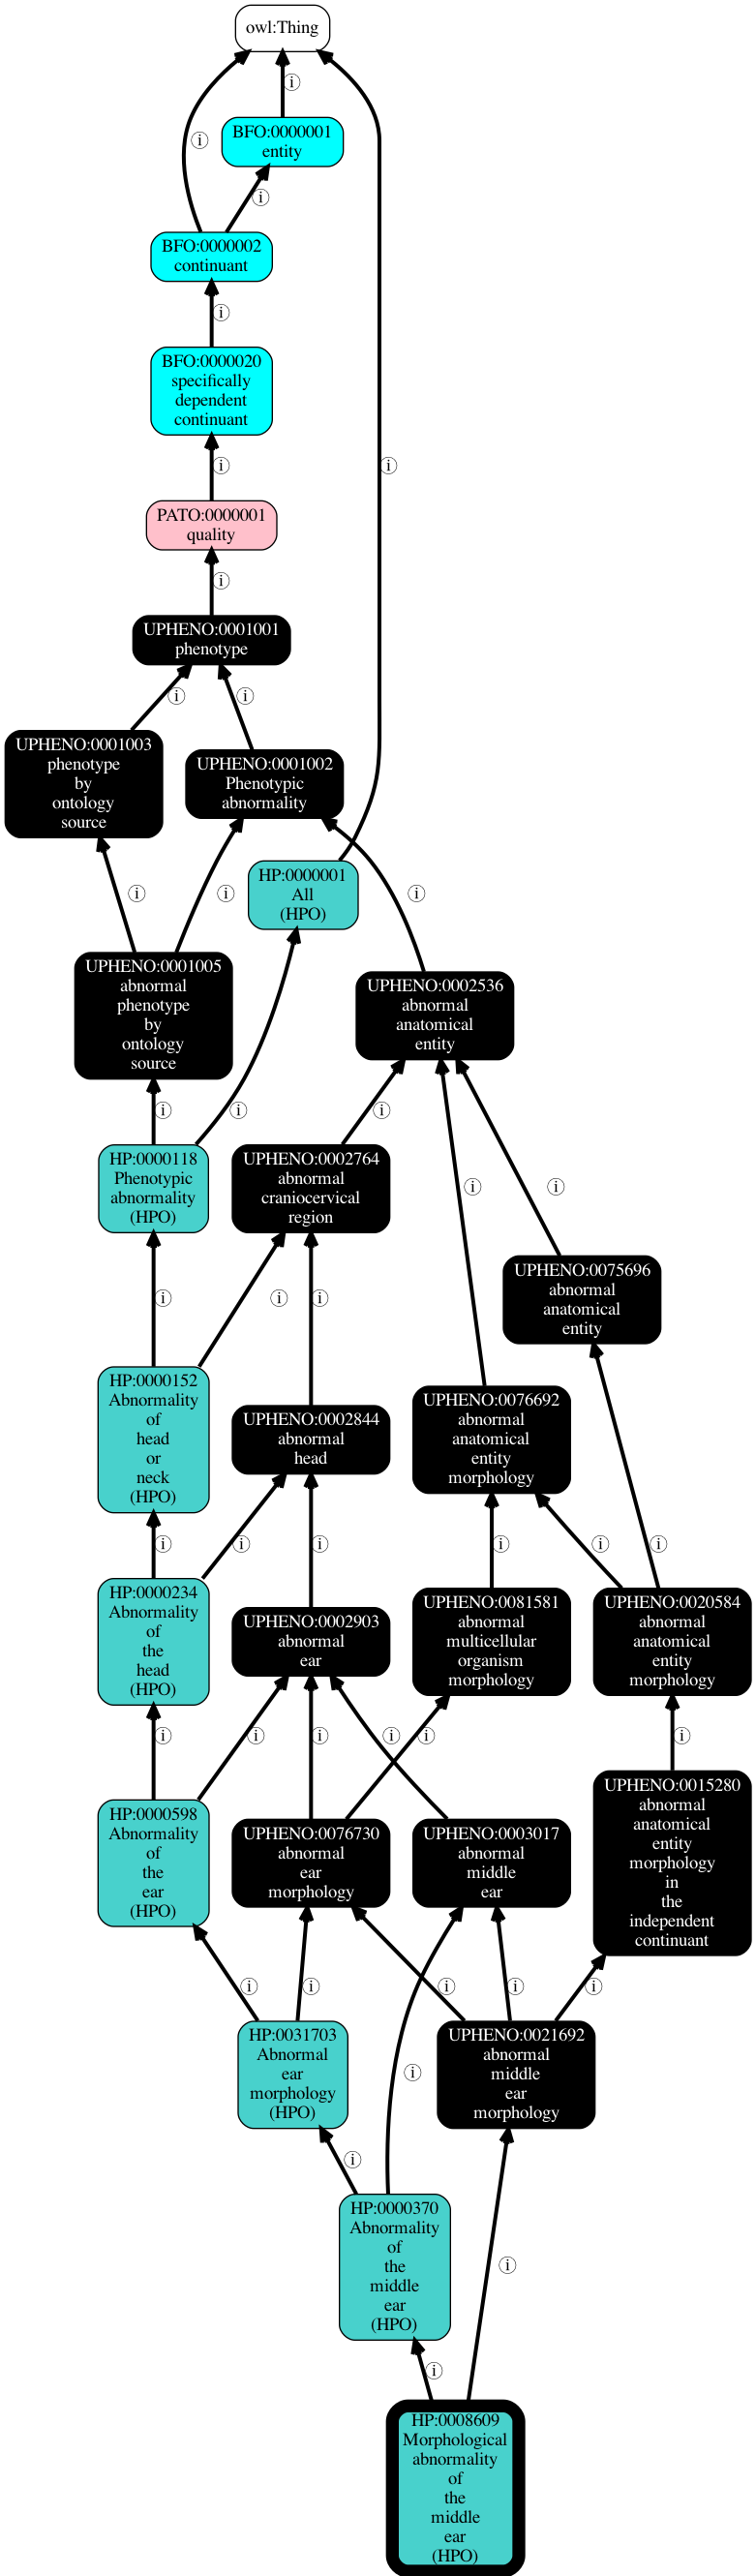 owl:Thing
ⓘ
BFO:0000001
entity
ⓘ
ⓘ
BFO:0000002
continuant
ⓘ
BFO:0000020
specifically
dependent
continuant
ⓘ
ⓘ
PATO:0000001
quality
ⓘ
UPHENO:0001001
phenotype
ⓘ
ⓘ
UPHENO:0001003
phenotype
by
ontology
source
UPHENO:0001002
Phenotypic
abnormality
HP:0000001
All
(HPO)
ⓘ
ⓘ
ⓘ
UPHENO:0001005
abnormal
phenotype
by
ontology
source
UPHENO:0002536
abnormal
anatomical
entity
ⓘ
ⓘ
ⓘ
HP:0000118
Phenotypic
abnormality
(HPO)
UPHENO:0002764
abnormal
craniocervical
region
ⓘ
ⓘ
UPHENO:0075696
abnormal
anatomical
entity
ⓘ
ⓘ
ⓘ
HP:0000152
Abnormality
of
head
or
neck
(HPO)
UPHENO:0002844
abnormal
head
UPHENO:0076692
abnormal
anatomical
entity
morphology
ⓘ
ⓘ
ⓘ
ⓘ
ⓘ
ⓘ
HP:0000234
Abnormality
of
the
head
(HPO)
UPHENO:0002903
abnormal
ear
UPHENO:0081581
abnormal
multicellular
organism
morphology
UPHENO:0020584
abnormal
anatomical
entity
morphology
ⓘ
ⓘ
ⓘ
ⓘ
ⓘ
ⓘ
HP:0000598
Abnormality
of
the
ear
(HPO)
UPHENO:0076730
abnormal
ear
morphology
UPHENO:0003017
abnormal
middle
ear
UPHENO:0015280
abnormal
anatomical
entity
morphology
in
the
independent
continuant
ⓘ
ⓘ
ⓘ
ⓘ
ⓘ
HP:0031703
Abnormal
ear
morphology
(HPO)
ⓘ
UPHENO:0021692
abnormal
middle
ear
morphology
ⓘ
HP:0000370
Abnormality
of
the
middle
ear
(HPO)
ⓘ
ⓘ
HP:0008609
Morphological
abnormality
of
the
middle
ear
(HPO)